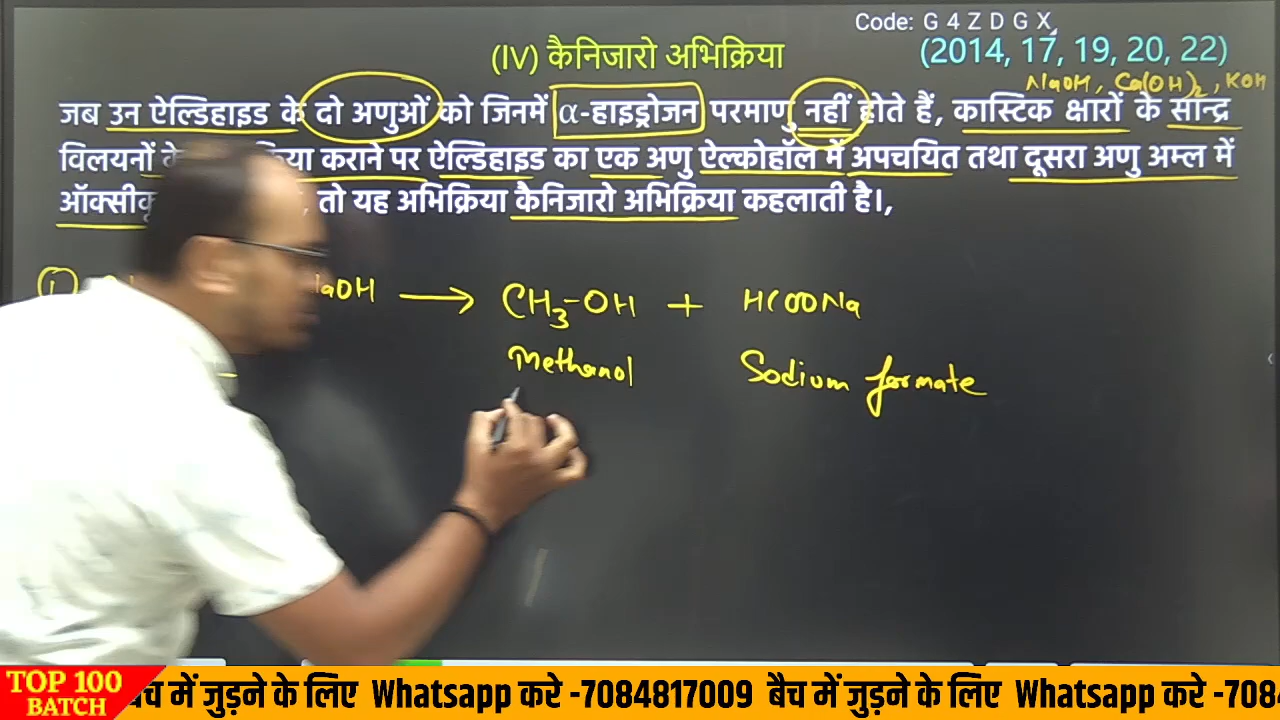 Code: G 4 Z D G X
(IV) कैनिजारो अभिक्रिया
(2014, 17, 19, 20, 22)
NaOH, Ca(OH)2, KOH
जब उन ऐल्डिहाइड के दो अणुओं को जिनमें α-हाइड्रोजन परमाणु नहीं होते हैं, कास्टिक क्षारों के सान्द्र
विलयनों कराने पर ऐल्डिहाइड का एक अणु ऐल्कोहॉल में अपचयित तथा दूसरा अणु अम्ल में
तो यह अभिक्रिया कैनिजारो अभिक्रिया कहलाती है।,
NaOH ⟶ CH3-OH + HCOONa
Methanol Sodium formate
TOP 100
BATCH
बैच में जुड़ने के लिए Whatsapp करे -7084817009 बैच में जुड़ने के लिए Whatsapp करे -708